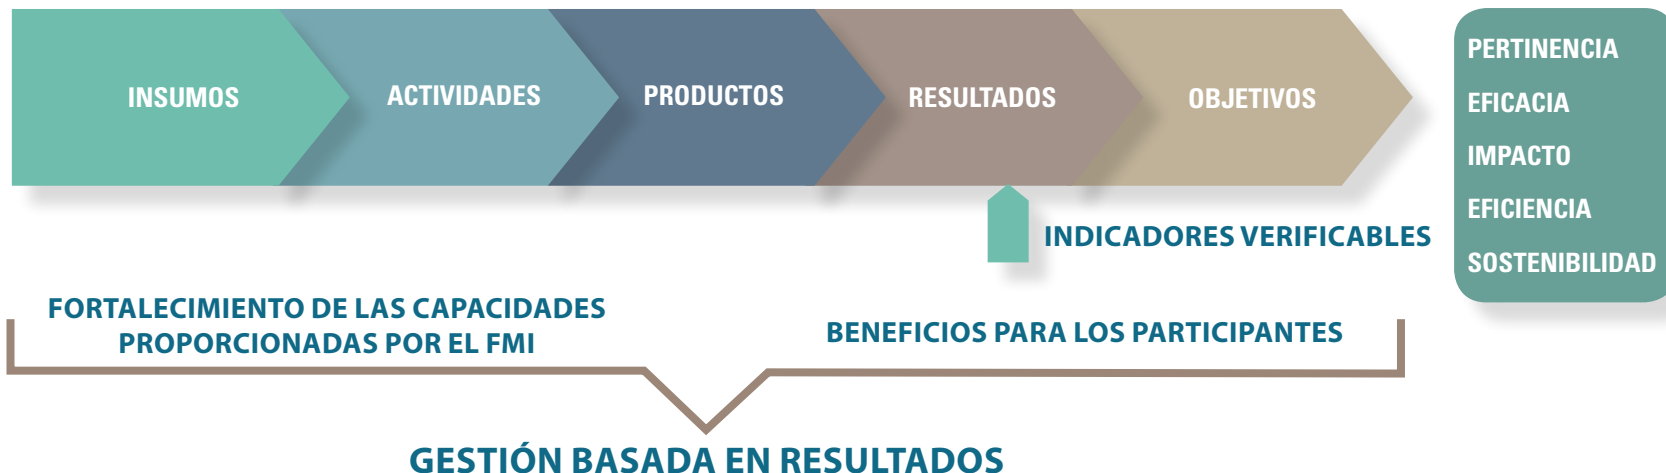 INSUMOS
ACTIVIDADES
PRODUCTOS
RESULTADOS
OBJETIVOS
PERTINENCIA
EFICACIA
IMPACTO
EFICIENCIA
SOSTENIBILIDAD
INDICADORES VERIFICABLES
FORTALECIMIENTO DE LAS CAPACIDADES
PROPORCIONADAS POR EL FMI
BENEFICIOS PARA LOS PARTICIPANTES
GESTIÓN BASADA EN RESULTADOS